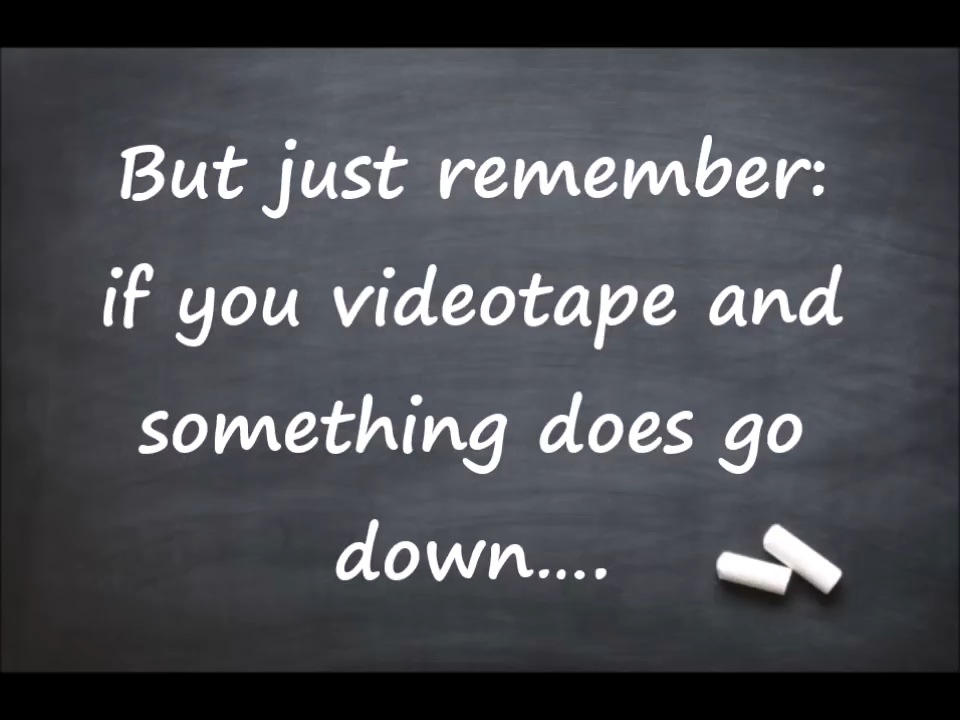 But just remember:
if you videotape and
something does go
down....